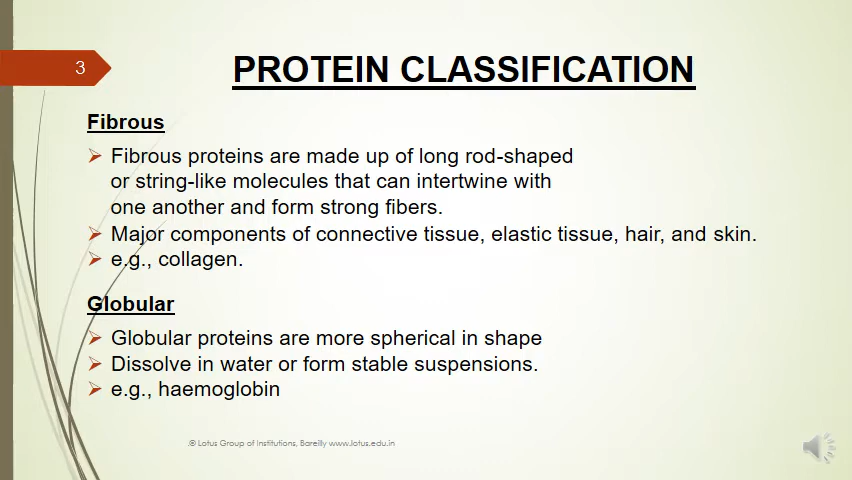 3
PROTEIN CLASSIFICATION
Fibrous
Fibrous proteins are made up of long rod-shaped
or string-like molecules that can intertwine with
one another and form strong fibers.
Major components of connective tissue, elastic tissue, hair, and skin.
e.g., collagen.
Globular
Globular proteins are more spherical in shape
Dissolve in water or form stable suspensions.
e.g., haemoglobin
.® Lotus Group of Institutions, Bareilly www.lotus.edu.in